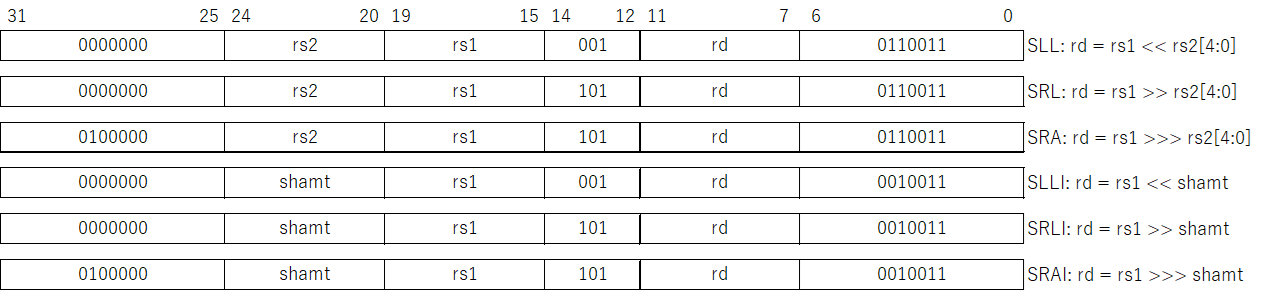 31 25 24 20 19 15 14 12 11 7 6 0
0000000 rs2 rs1 001 rd 0110011 SLL: rd = rs1 << rs2[4:0]
0000000 rs2 rs1 101 rd 0110011 SRL: rd = rs1 >> rs2[4:0]
0100000 rs2 rs1 101 rd 0110011 SRA: rd = rs1 >>> rs2[4:0]
0000000 shamt rs1 001 rd 0010011 SLLI: rd = rs1 << shamt
0000000 shamt rs1 101 rd 0010011 SRLI: rd = rs1 >> shamt
0100000 shamt rs1 101 rd 0010011 SRAI: rd = rs1 >>> shamt